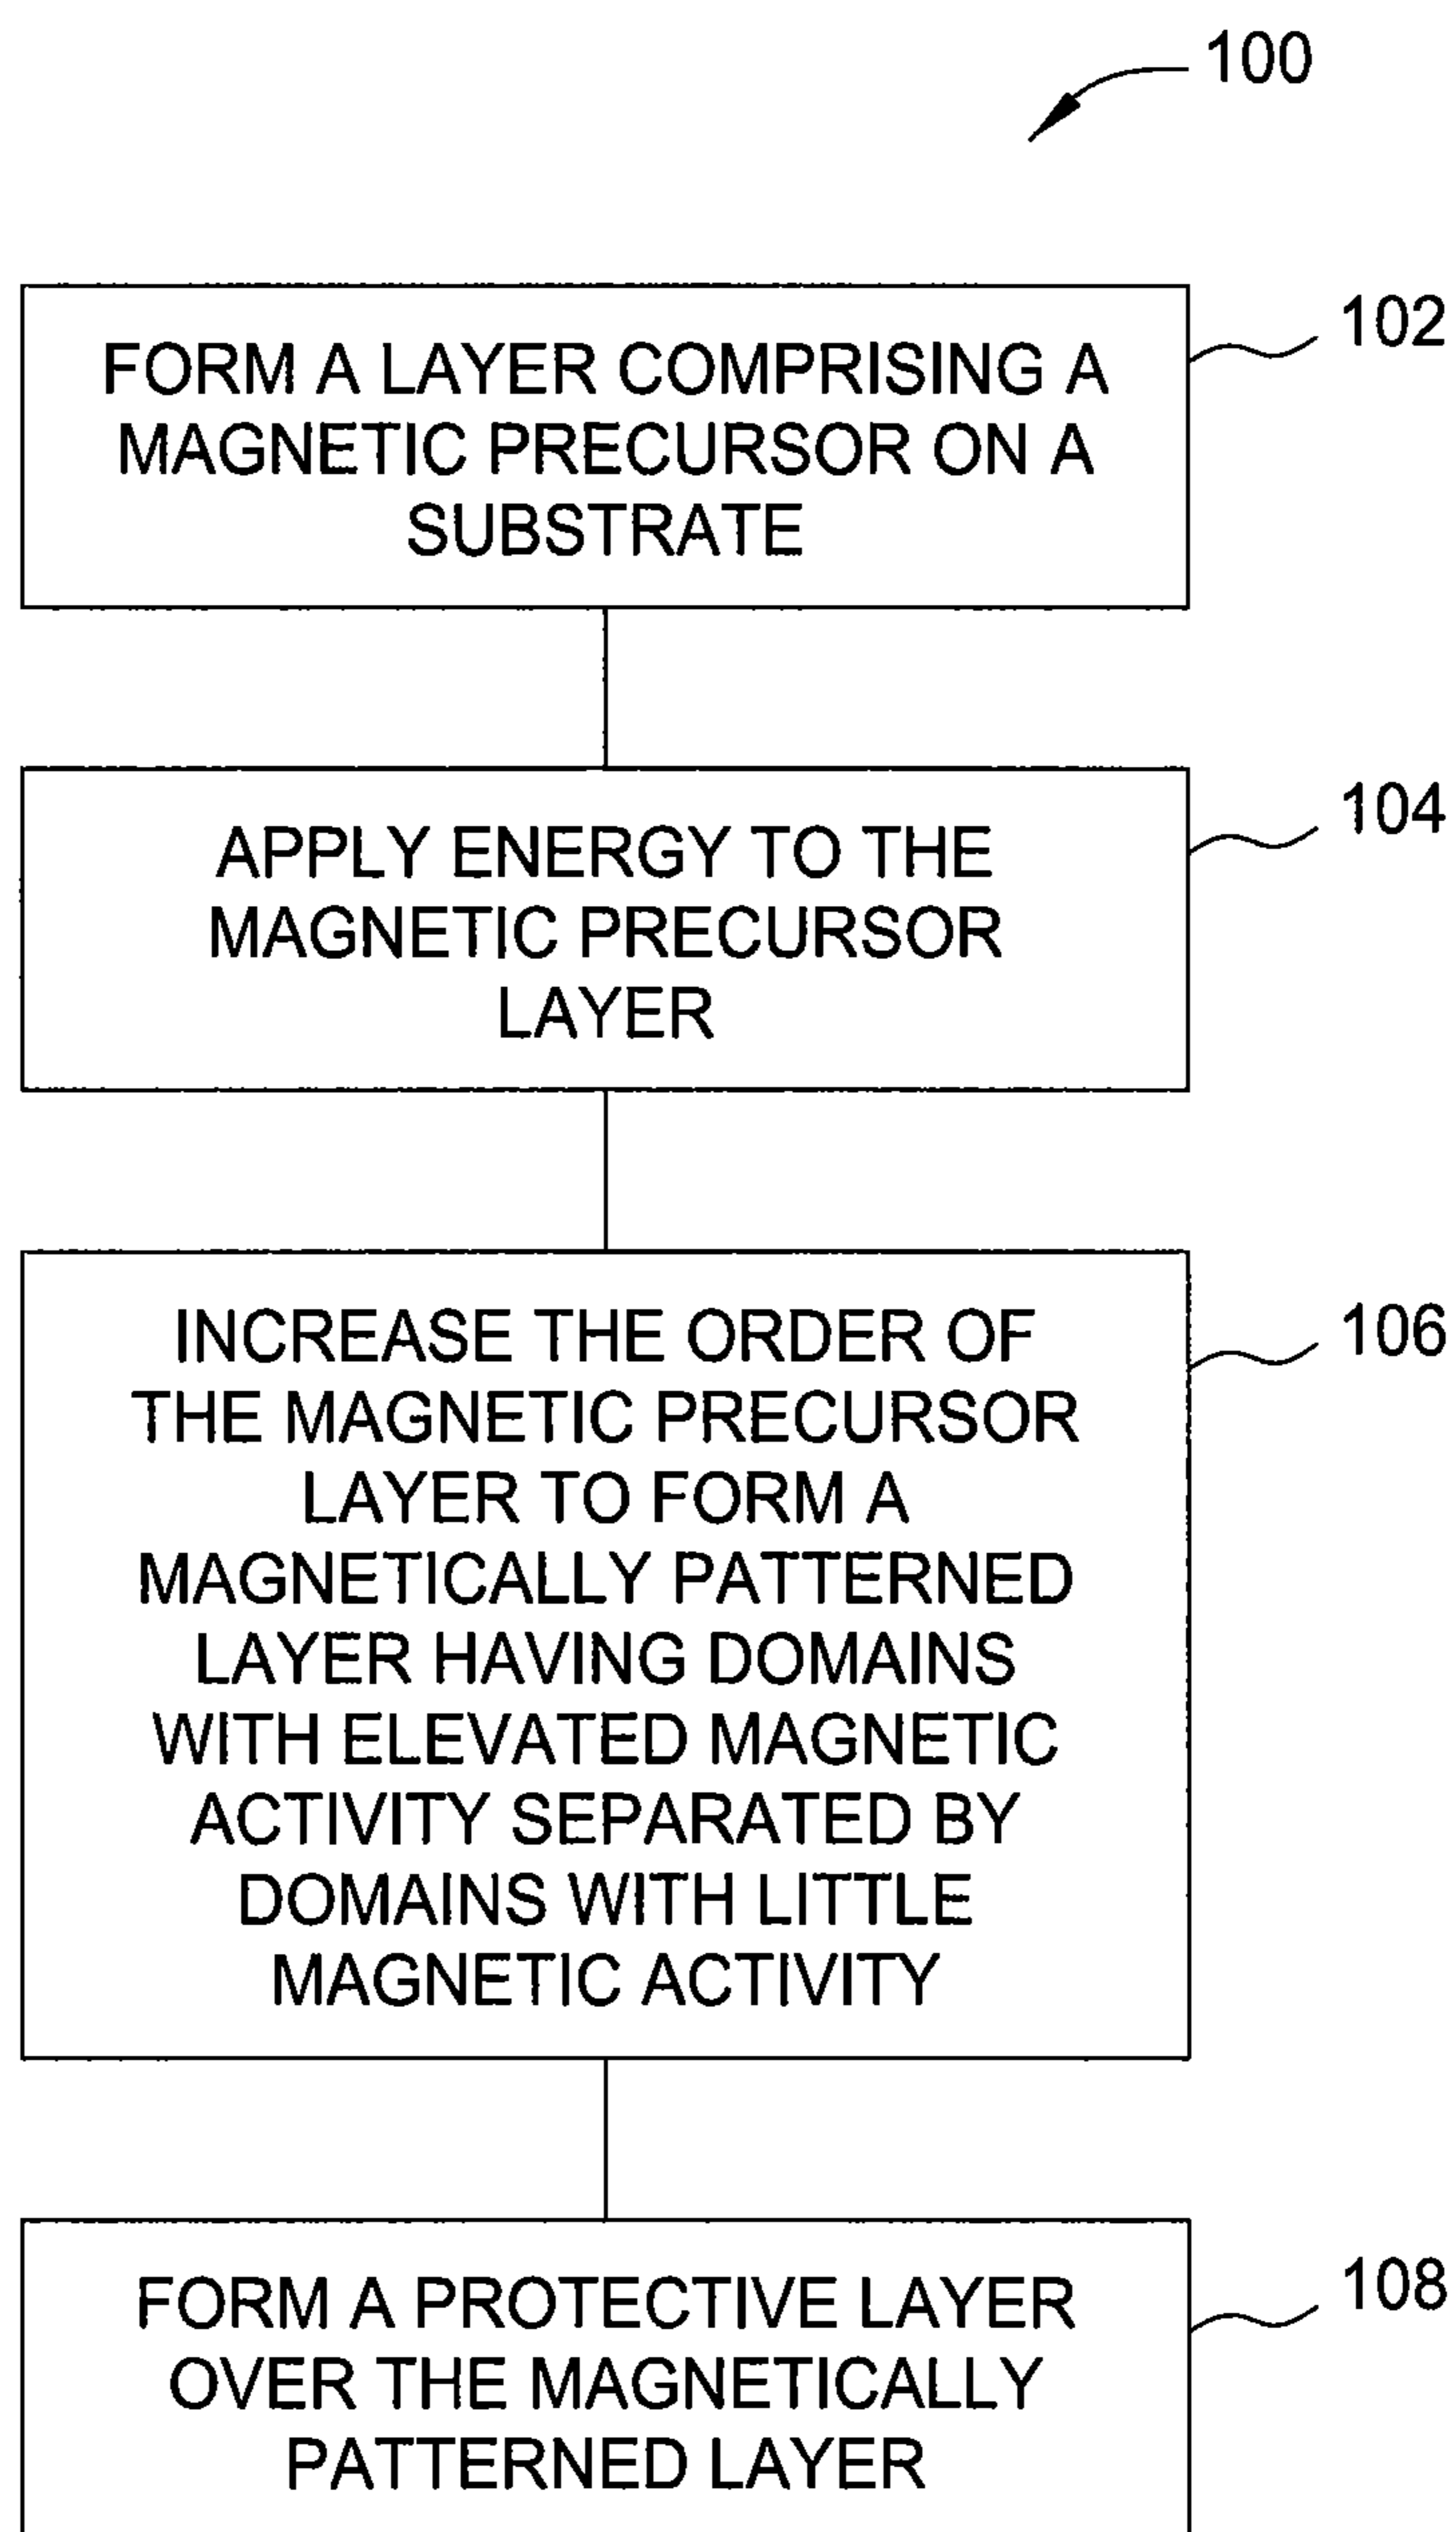 100
FORM A LAYER COMPRISING A
MAGNETIC PRECURSOR ON A
SUBSTRATE
102
APPLY ENERGY TO THE
MAGNETIC PRECURSOR
LAYER
104
INCREASE THE ORDER OF
THE MAGNETIC PRECURSOR
LAYER TO FORM A
MAGNETICALLY PATTERNED
LAYER HAVING DOMAINS
WITH ELEVATED MAGNETIC
ACTIVITY SEPARATED BY
DOMAINS WITH LITTLE
MAGNETIC ACTIVITY
106
FORM A PROTECTIVE LAYER
OVER THE MAGNETICALLY
PATTERNED LAYER
108